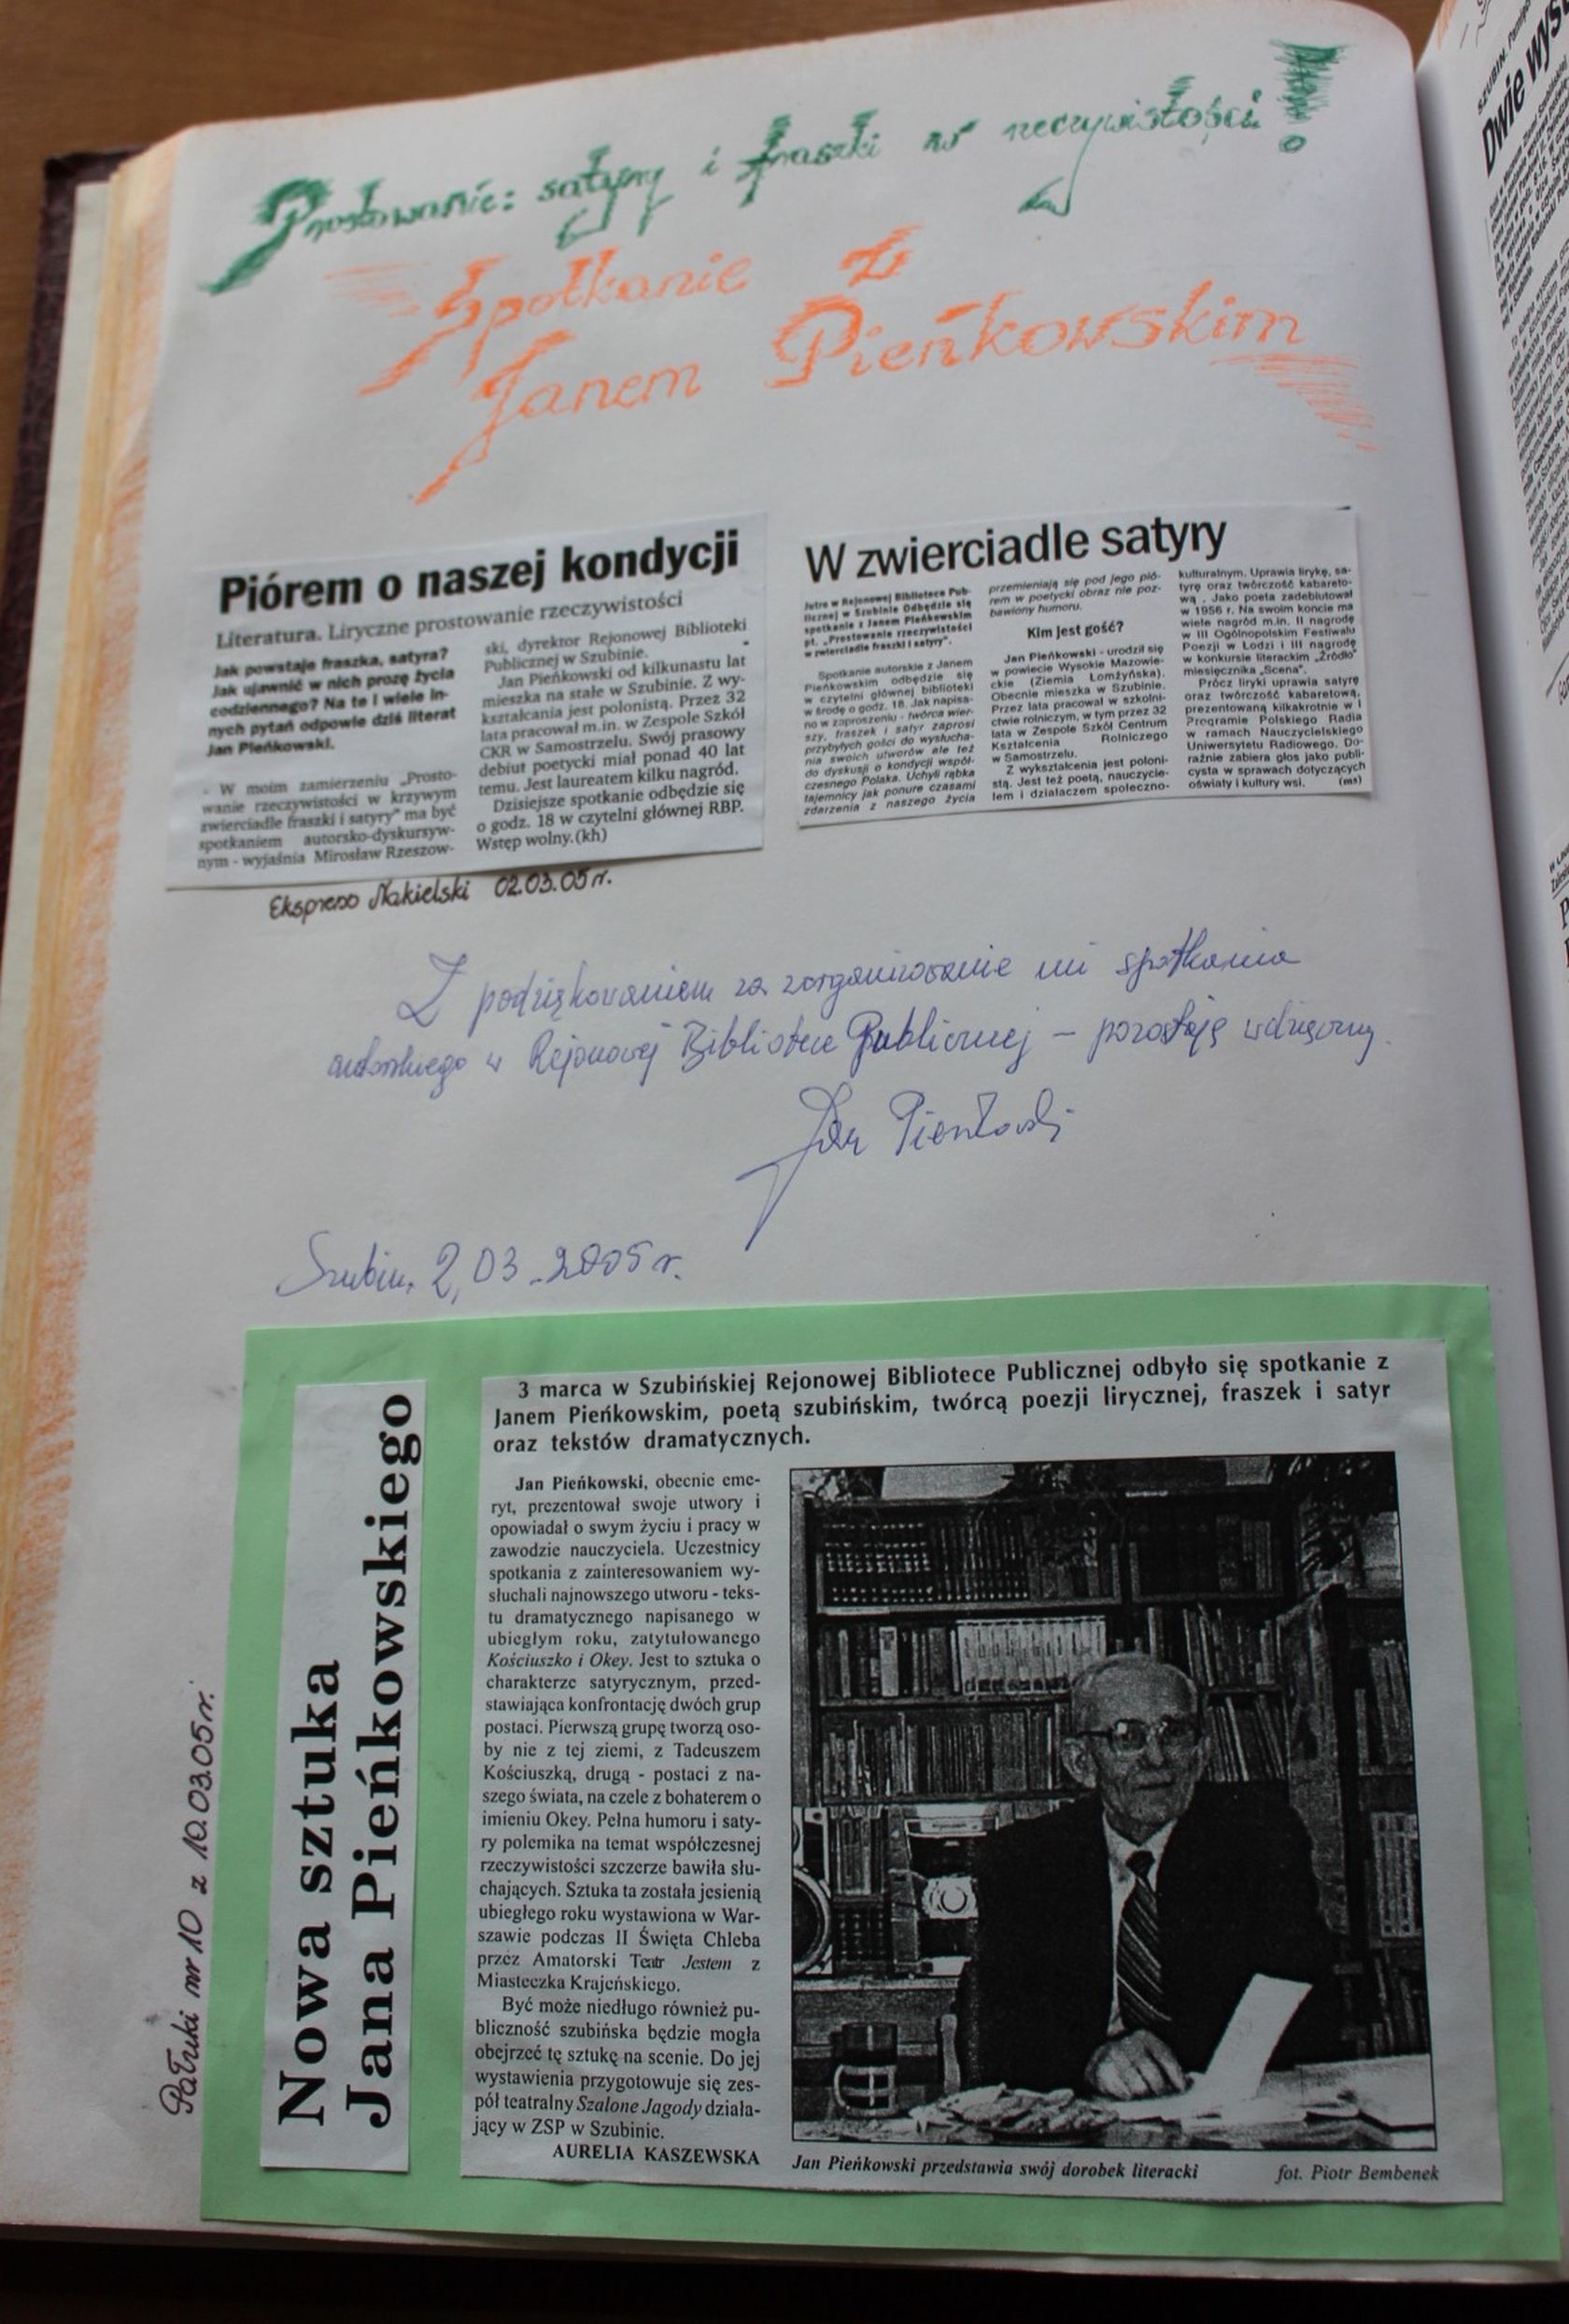 Prostowanie: satyry i fraszki w rzeczywistości!
Spotkanie z
Janem Pieńkowskim
Piórem o naszej kondycji
Literatura. Liryczne prostowanie rzeczywistości
Jak powstaje fraszka, satyra?
Jak ujawnić w nich prozę życia
codziennego? Na te i wiele in-
nych pytań odpowie dziś literat
Jan Pieńkowski.
- W moim zamierzeniu „Prosto-
wanie rzeczywistości w krzywym
zwierciadle fraszki i satyry" ma być
spotkaniem autorsko-dyskursyw-
nym - wyjaśnia Mirosław Rzeszow-
ski, dyrektor Rejonowej Biblioteki
Publicznej w Szubinie.
Jan Pieńkowski od kilkunastu lat
mieszka na stałe w Szubinie. Z wy-
kształcania jest polonistą. Przez 32
lata pracował m.in. w Zespole Szkół
CKR w Samostrzelu. Swój prasowy
debiut poetycki miał ponad 40 lat
temu. Jest laureatem kilku nagród.
Dzisiejsze spotkanie odbędzie się
o godz. 18 w czytelni głównej RBP.
Wstęp wolny.(kh)
Ekspress Nakielski 02.03.05 r.
W zwierciadle satyry
Jutro w Rejonowej Bibliotece Pub-
licznej w Szubinie Odbędzie się
spotkanie z Janem Pieńkowskim
pt. „Prostowanie rzeczywistości
w zwierciadle fraszki i satyry".
Spotkanie autorskie z Janem
Pieńkowskim odbędzie się
w czytelni głównej biblioteki
w środę o godz. 18. Jak napisa-
no w zaproszeniu - twórca wier-
szy, fraszek i satyr zaprosi
przybyłych gości do wysłucha-
nia swoich utworów ale też
do dyskusji o kondycji współ-
czesnego Polaka. Uchyli rąbka
tajemnicy jak ponure czasami
zdarzenia z naszego życia
przemieniają się pod jego pió-
rem w poetycki obraz nie poz-
bawiony humoru.
Kim jest gość?
Jan Pieńkowski - urodził się
w powiecie Wysokie Mazowie-
ckie (Ziemia Łomżyńska).
Obecnie mieszka w Szubinie.
Przez lata pracował w szkolni-
ctwie rolniczym, w tym przez 32
lata w Zespole Szkół Centrum
Kształcenia Rolniczego
w Samostrzelu.
Z wykształcenia jest poloni-
stą. Jest też poetą, nauczycie-
lem i działaczem społeczno-
kulturalnym. Uprawia lirykę, sa-
tyrę oraz twórczość kabareto-
wą . Jako poeta zadebiutował
w 1956 r. Na swoim koncie ma
wiele nagród m.in. II nagrodę
w III Ogólnopolskim Festiwalu
Poezji w Łodzi i III nagrodę
w konkursie literackim „Źródło"
miesięcznika „Scena".
Prócz liryki uprawia satyrę
oraz twórczość kabaretową,
prezentowaną kilkakrotnie w I
Programie Polskiego Radia
w ramach Nauczycielskiego
Uniwersytetu Radiowego. Do-
raźnie zabiera głos jako publi-
cysta w sprawach dotyczących
oświaty i kultury wsi. (ms)
Z podziękowaniem za zorganizowanie mi spotkania
autorskiego w Rejonowej Bibliotece Publicznej – pozostaję wdzięczny.
Jan Pieńkowski
Szubin, 2,03.2005 r.
Pałuki nr 10 z 10.03.05 r.
Nowa sztuka
Jana Pieńkowskiego
3 marca w Szubińskiej Rejonowej Bibliotece Publicznej odbyło się spotkanie z
Janem Pieńkowskim, poetą szubińskim, twórcą poezji lirycznej, fraszek i satyr
oraz tekstów dramatycznych.
Jan Pieńkowski, obecnie eme-
ryt, prezentował swoje utwory i
opowiadał o swym życiu i pracy w
zawodzie nauczyciela. Uczestnicy
spotkania z zainteresowaniem wy-
słuchali najnowszego utworu - teks-
tu dramatycznego napisanego w
ubiegłym roku, zatytułowanego
Kościuszko i Okey. Jest to sztuka o
charakterze satyrycznym, przed-
stawiająca konfrontację dwóch grup
postaci. Pierwszą grupę tworzą oso-
by nie z tej ziemi, z Tadeuszem
Kościuszką, drugą - postaci z na-
szego świata, na czele z bohaterem o
imieniu Okey. Pełna humoru i saty-
ry polemika na temat współczesnej
rzeczywistości szczerze bawiła słu-
chających. Sztuka ta została jesienią
ubiegłego roku wystawiona w War-
szawie podczas II Święta Chleba
przez Amatorski Teatr Jestem z
Miasteczka Krajeńskiego.
Być może niedługo również pu-
bliczność szubińska będzie mogła
obejrzeć tę sztukę na scenie. Do jej
wystawienia przygotowuje się zes-
pół teatralny Szalone Jagody działa-
jący w ZSP w Szubinie.
AURELIA KASZEWSKA
Jan Pieńkowski przedstawia swój dorobek literacki
fot. Piotr Bembenek
SZUBIN.
Dwie